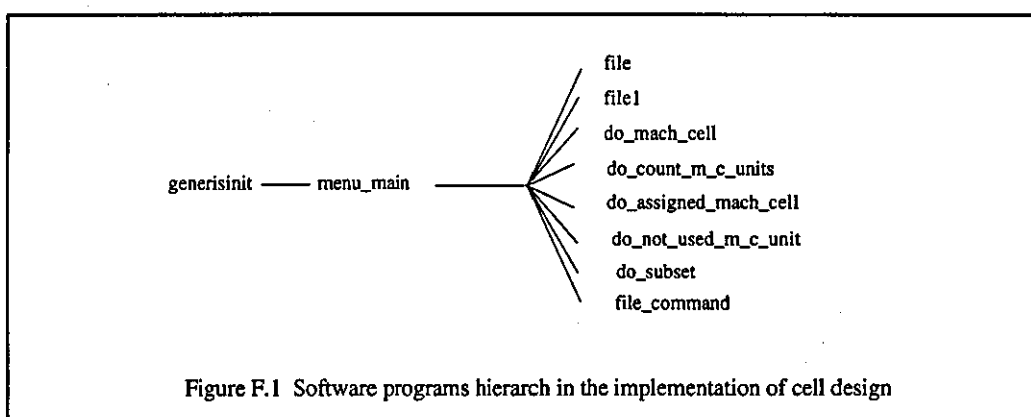 file
file1
do_mach_cell
do_count_m_c_units
generisinit menu_main
do_assigned_mach_cell
do_not_used_m_c_unit
do_subset
file_command
Figure F.1 Software programs hierarch in the implementation of cell design